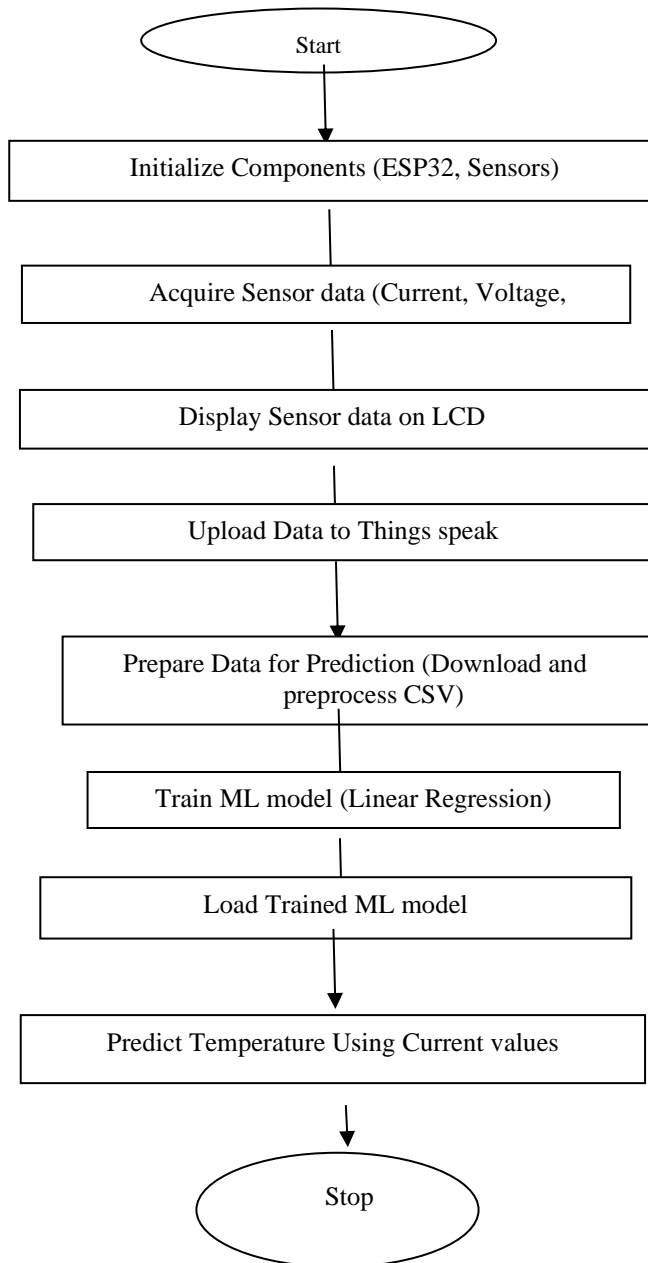 Start
Initialize Components (ESP32, Sensors)
Acquire Sensor data (Current, Voltage,
Display Sensor data on LCD
Upload Data to Things speak
Prepare Data for Prediction (Download and
preprocess CSV)
Train ML model (Linear Regression)
Load Trained ML model
Predict Temperature Using Current values
Stop